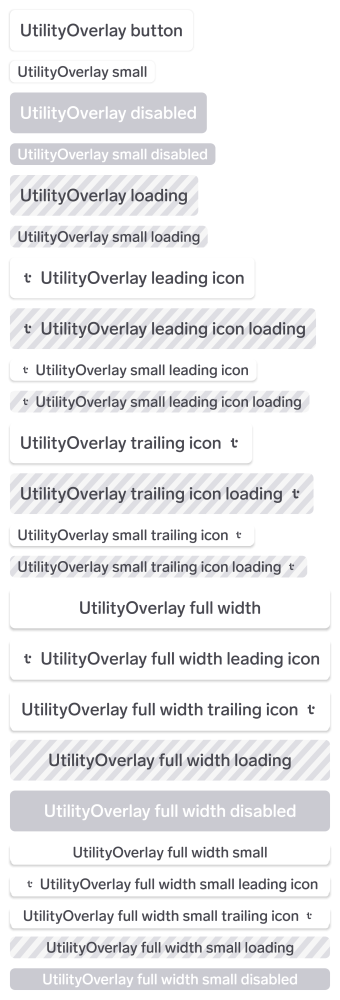 UtilityOverlay button
UtilityOverlay small
UtilityOverlay disabled
UtilityOverlay small disabled
UtilityOverlay loading
UtilityOverlay small loading
UtilityOverlay leading icon
UtilityOverlay leading icon loading
UtilityOverlay small leading icon
UtilityOverlay small leading icon loading
UtilityOverlay trailing icon
UtilityOverlay trailing icon loading
UtilityOverlay small trailing icon
UtilityOverlay small trailing icon loading
UtilityOverlay full width
UtilityOverlay full width leading icon
UtilityOverlay full width trailing icon
UtilityOverlay full width loading
UtilityOverlay full width disabled
UtilityOverlay full width small
UtilityOverlay full width small leading icon
UtilityOverlay full width small trailing icon
UtilityOverlay full width small loading
UtilityOverlay full width small disabled